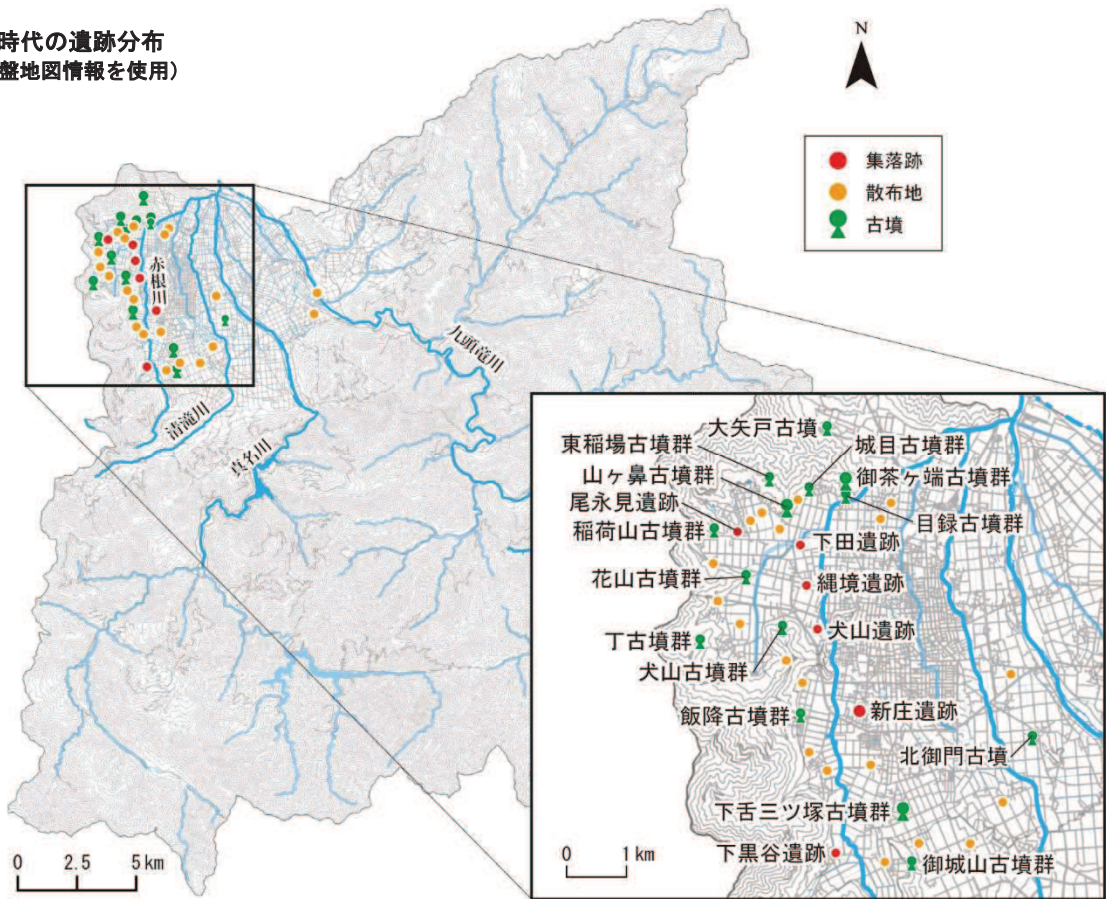 時代の遺跡分布
盤地図情報を使用)
N
集落跡
散布地
古墳
赤根川
九頭竜川
清滝川
真名川
0 2.5 5km
大矢戸古墳
東稲場古墳群
城目古墳群
山ヶ鼻古墳群
御茶ヶ端古墳群
尾永見遺跡
目録古墳群
稲荷山古墳群
下田遺跡
花山古墳群
縄境遺跡
丁古墳群
犬山遺跡
犬山古墳群
飯降古墳群
新庄遺跡
北御門古墳
下舌三ツ塚古墳群
下黒谷遺跡
御城山古墳群
0 1km